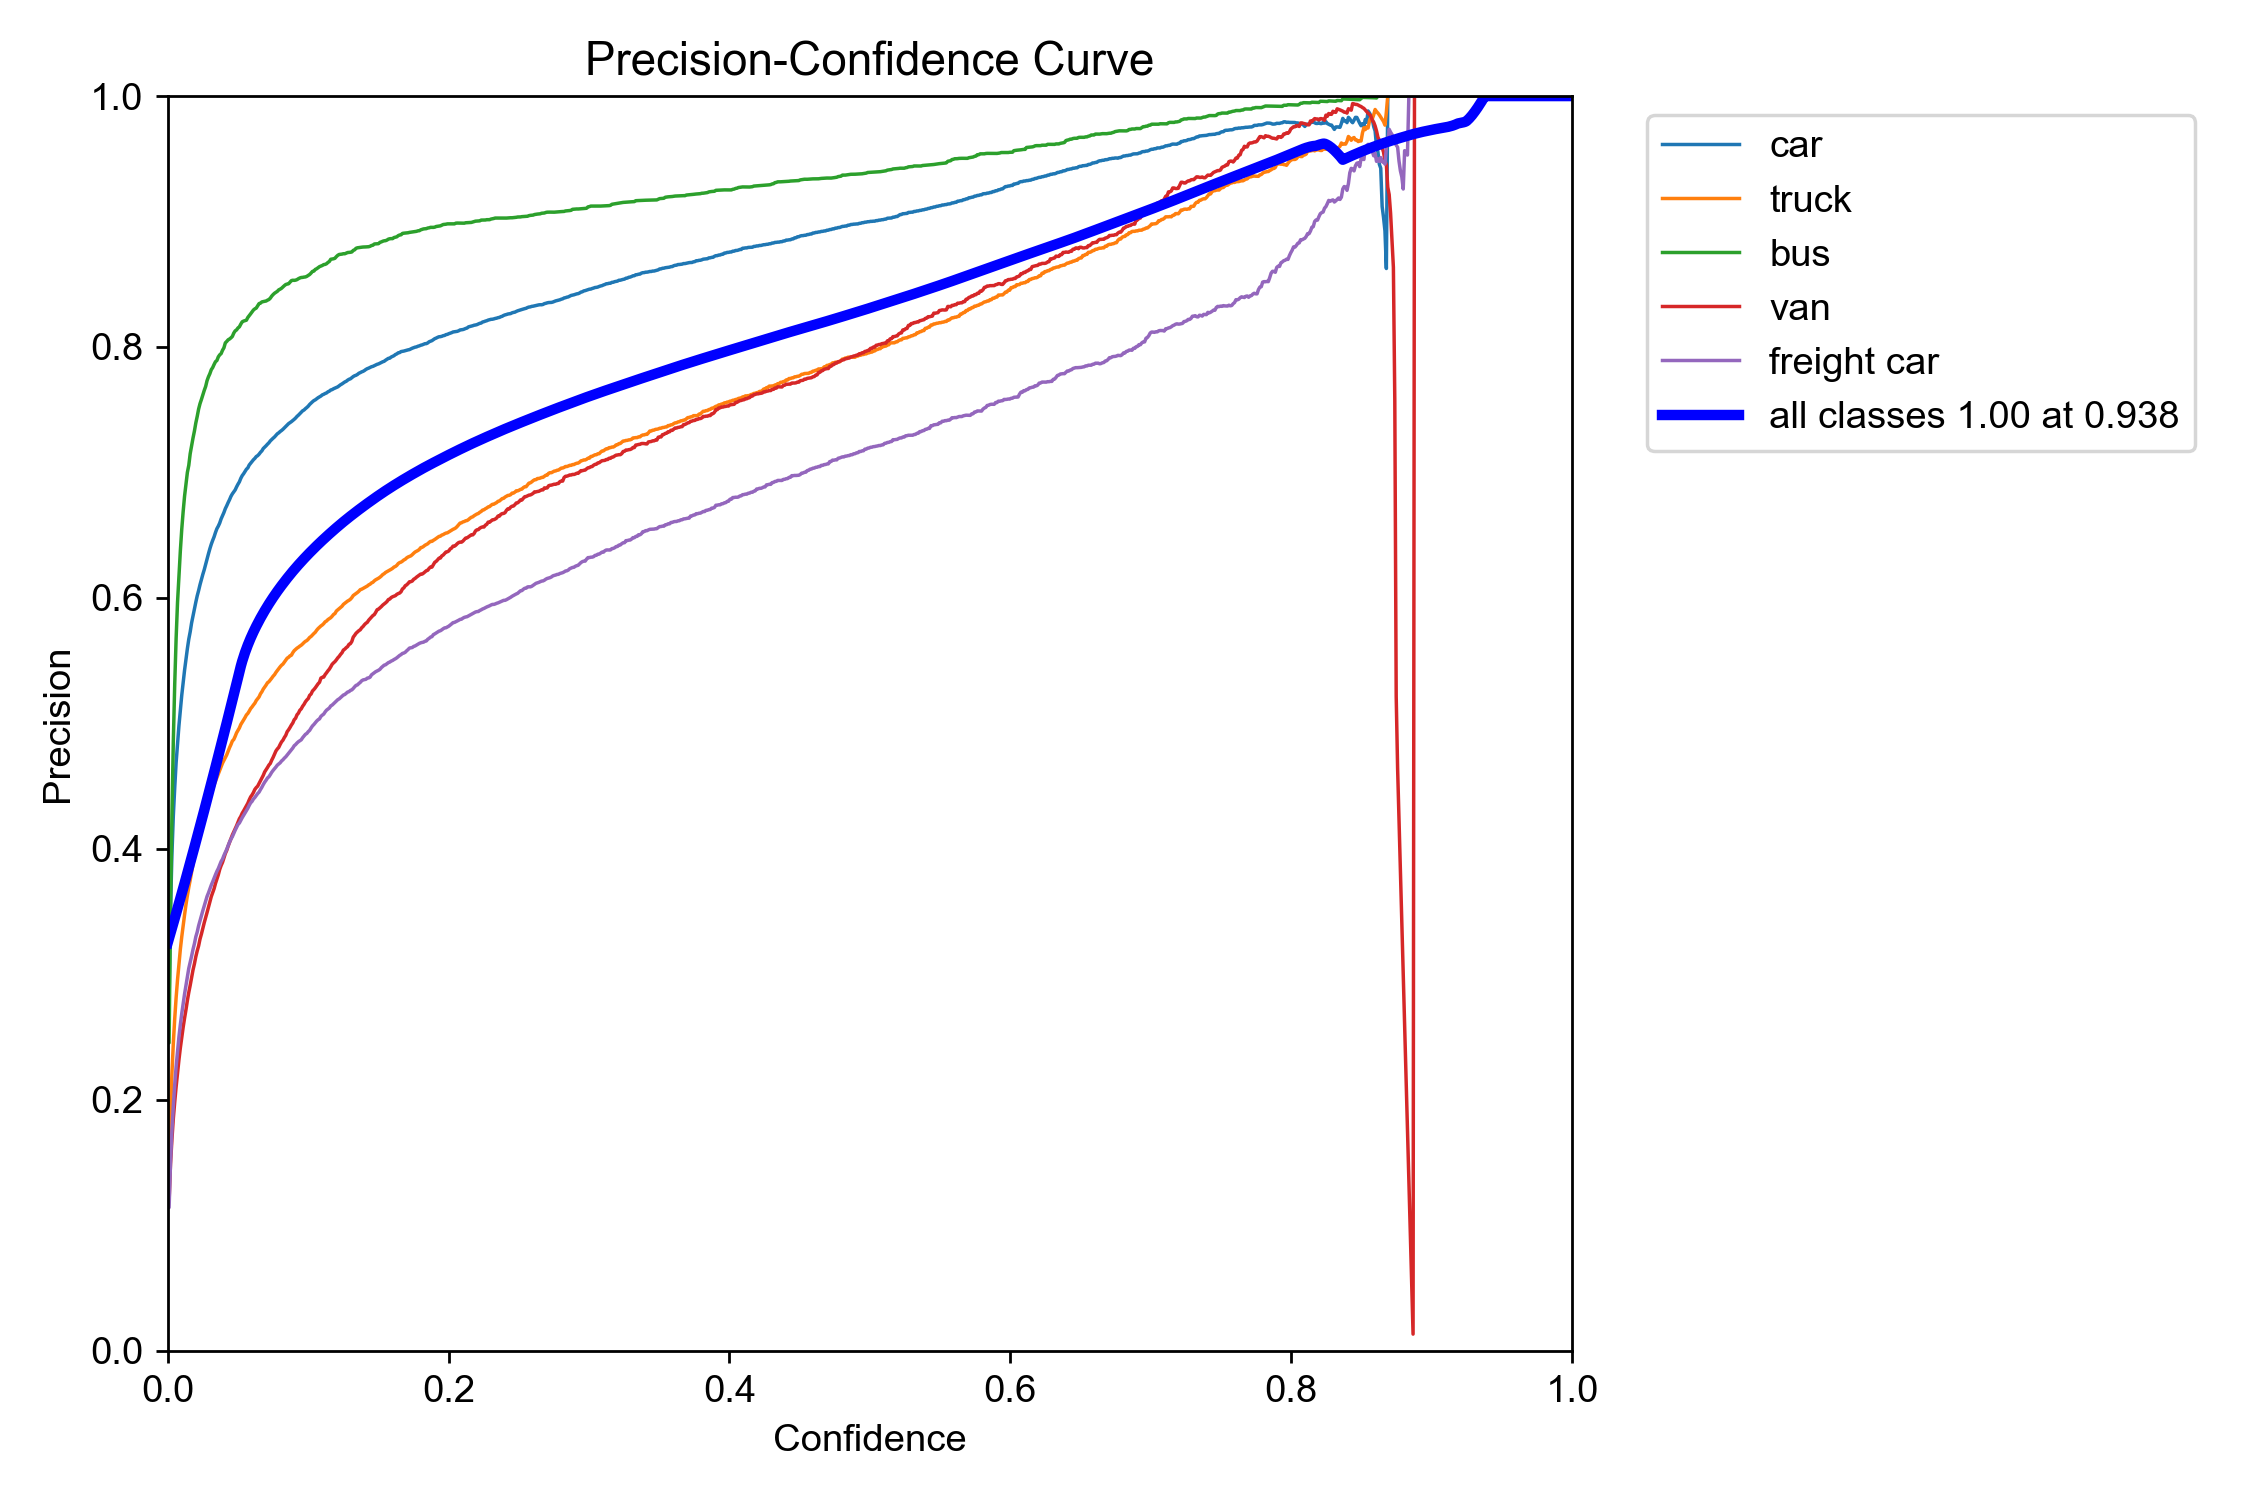 Precision-Confidence Curve
1.0
0.8
0.6
0.4
0.2
0.0
Precision
0.0 0.2 0.4 0.6 0.8 1.0
Confidence
car
truck
bus
van
freight car
all classes 1.00 at 0.938